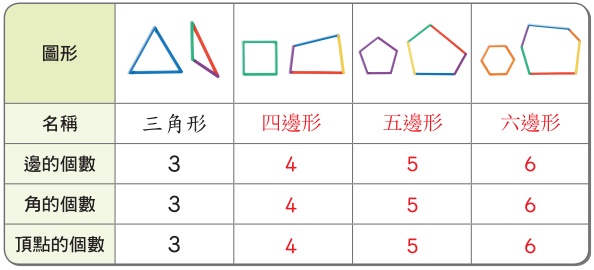 圖形
名稱 三角形 四邊形 五邊形 六邊形
邊的個數 3 4 5 6
角的個數 3 4 5 6
頂點的個數 3 4 5 6